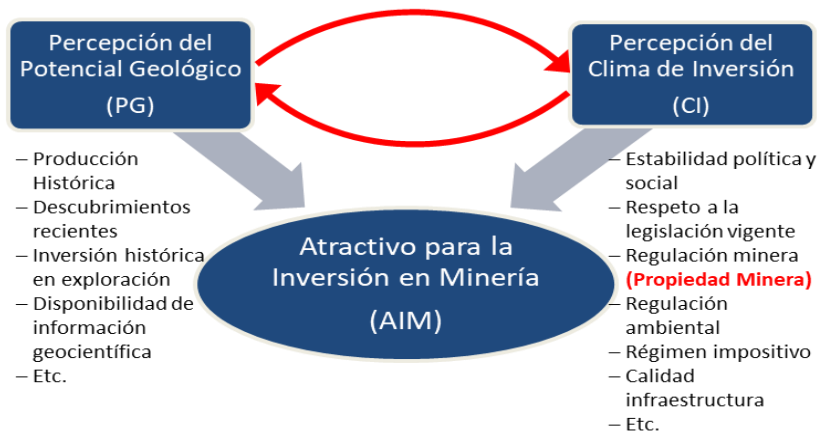 Percepción del
Potencial Geológico
(PG)
Percepción del
Clima de Inversión
(CI)
– Producción
Histórica
– Descubrimientos
recientes
– Inversión histórica
en exploración
– Disponibilidad de
información
geocientífica
– Etc.
Atractivo para la
Inversión en Minería
(AIM)
– Estabilidad política y
social
– Respeto a la
legislación vigente
– Regulación minera
(Propiedad Minera)
– Regulación
ambiental
– Régimen impositivo
– Calidad
infraestructura
– Etc.